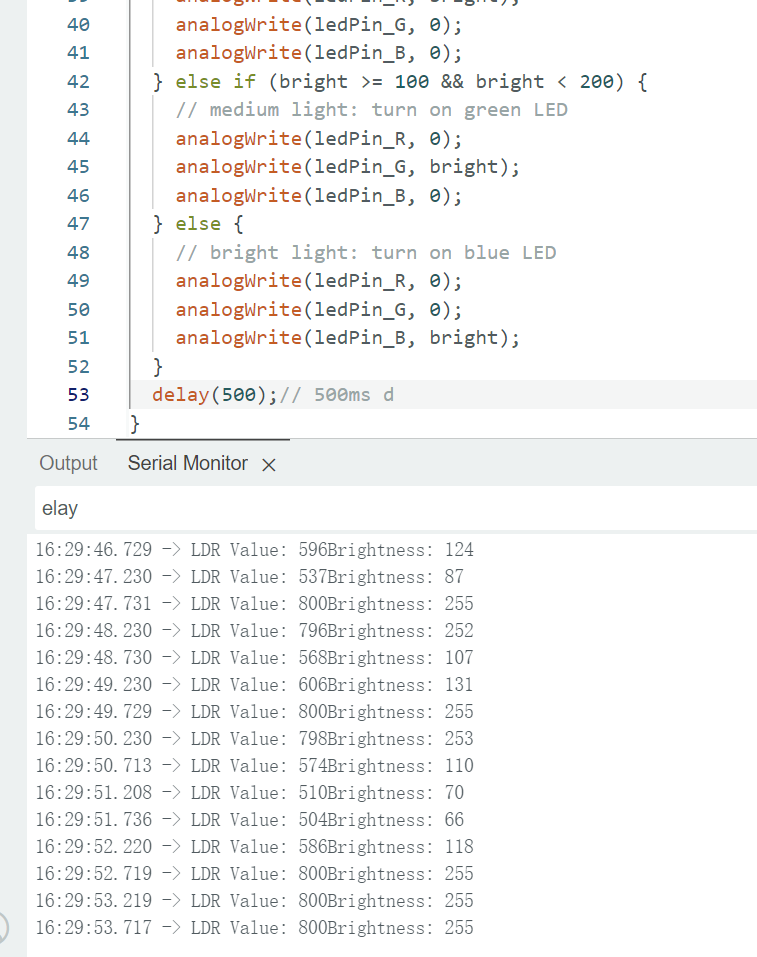 40 analogWrite(ledPin_G, 0);
41 analogWrite(ledPin_B, 0);
42 } else if (bright >= 100 && bright < 200) {
43 // medium light: turn on green LED
44 analogWrite(ledPin_R, 0);
45 analogWrite(ledPin_G, bright);
46 analogWrite(ledPin_B, 0);
47 } else {
48 // bright light: turn on blue LED
49 analogWrite(ledPin_R, 0);
50 analogWrite(ledPin_G, 0);
51 analogWrite(ledPin_B, bright);
52 }
53 delay(500);// 500ms d
54 }
Output Serial Monitor
elay
16:29:46.729 -> LDR Value: 596Brightness: 124
16:29:47.230 -> LDR Value: 537Brightness: 87
16:29:47.731 -> LDR Value: 800Brightness: 255
16:29:48.230 -> LDR Value: 796Brightness: 252
16:29:48.730 -> LDR Value: 568Brightness: 107
16:29:49.230 -> LDR Value: 606Brightness: 131
16:29:49.729 -> LDR Value: 800Brightness: 255
16:29:50.230 -> LDR Value: 798Brightness: 253
16:29:50.713 -> LDR Value: 574Brightness: 110
16:29:51.208 -> LDR Value: 510Brightness: 70
16:29:51.736 -> LDR Value: 504Brightness: 66
16:29:52.220 -> LDR Value: 586Brightness: 118
16:29:52.719 -> LDR Value: 800Brightness: 255
16:29:53.219 -> LDR Value: 800Brightness: 255
16:29:53.717 -> LDR Value: 800Brightness: 255